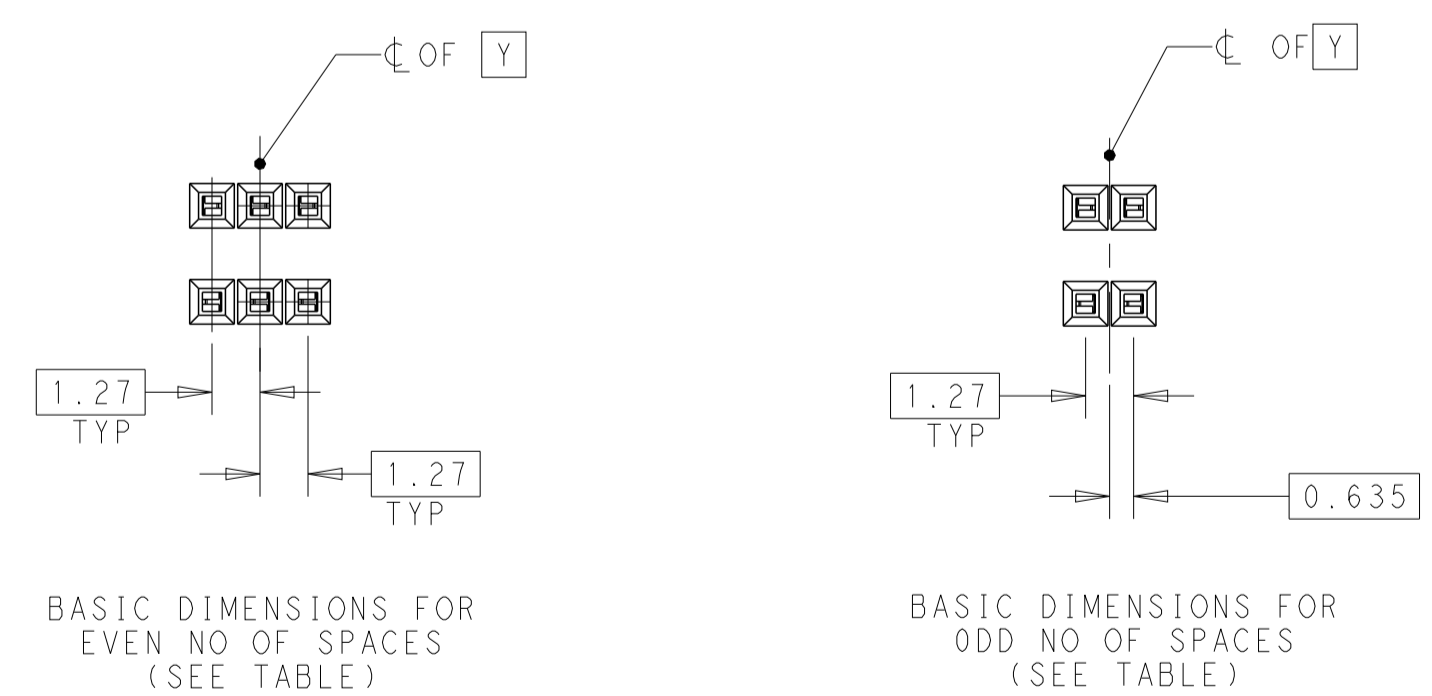 ℄ OF Y
℄ OF Y
1.27
TYP
1.27
TYP
1.27
TYP
0.635
BASIC DIMENSIONS FOR
EVEN NO OF SPACES
(SEE TABLE)
BASIC DIMENSIONS FOR
ODD NO OF SPACES
(SEE TABLE)